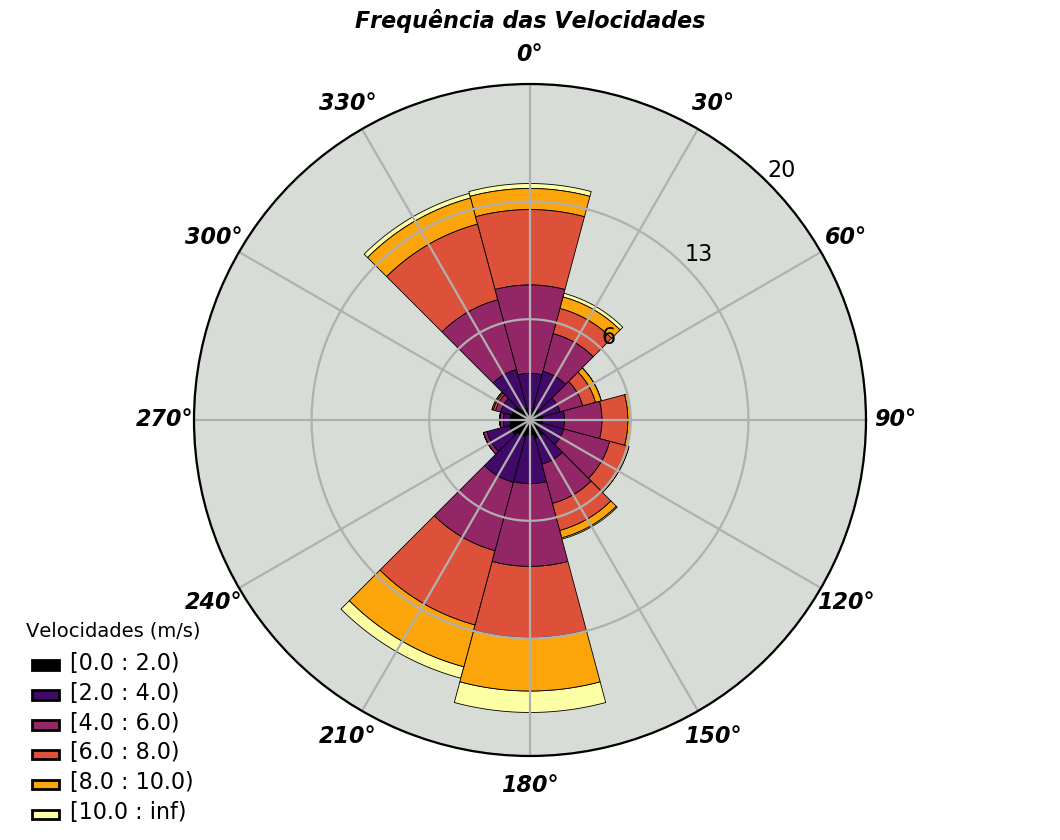 Frequência das Velocidades
0°
330°
30°
20
300°
60°
13
6
270°
90°
240°
120°
210°
150°
180°
Velocidades (m/s)
[0.0 : 2.0)
[2.0 : 4.0)
[4.0 : 6.0)
[6.0 : 8.0)
[8.0 : 10.0)
[10.0 : inf)